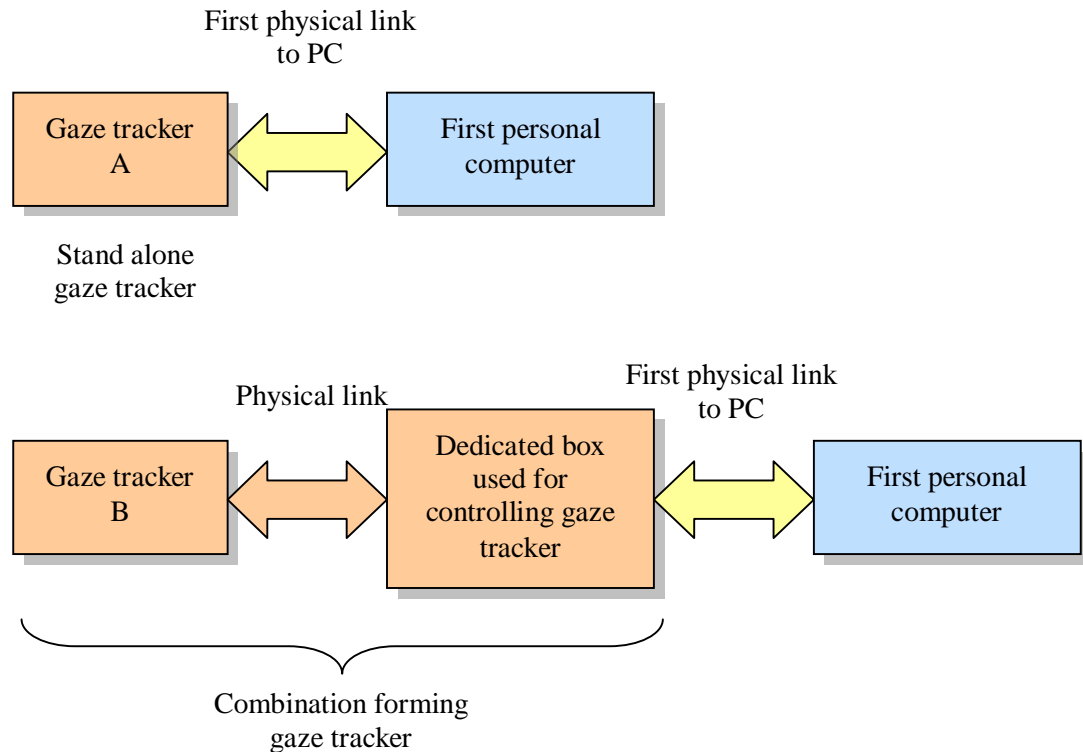 First physical link
to PC
Gaze tracker
A
First personal
computer
Stand alone
gaze tracker
Physical link
First physical link
to PC
Gaze tracker
B
Dedicated box
used for
controlling gaze
tracker
First personal
computer
Combination forming
gaze tracker